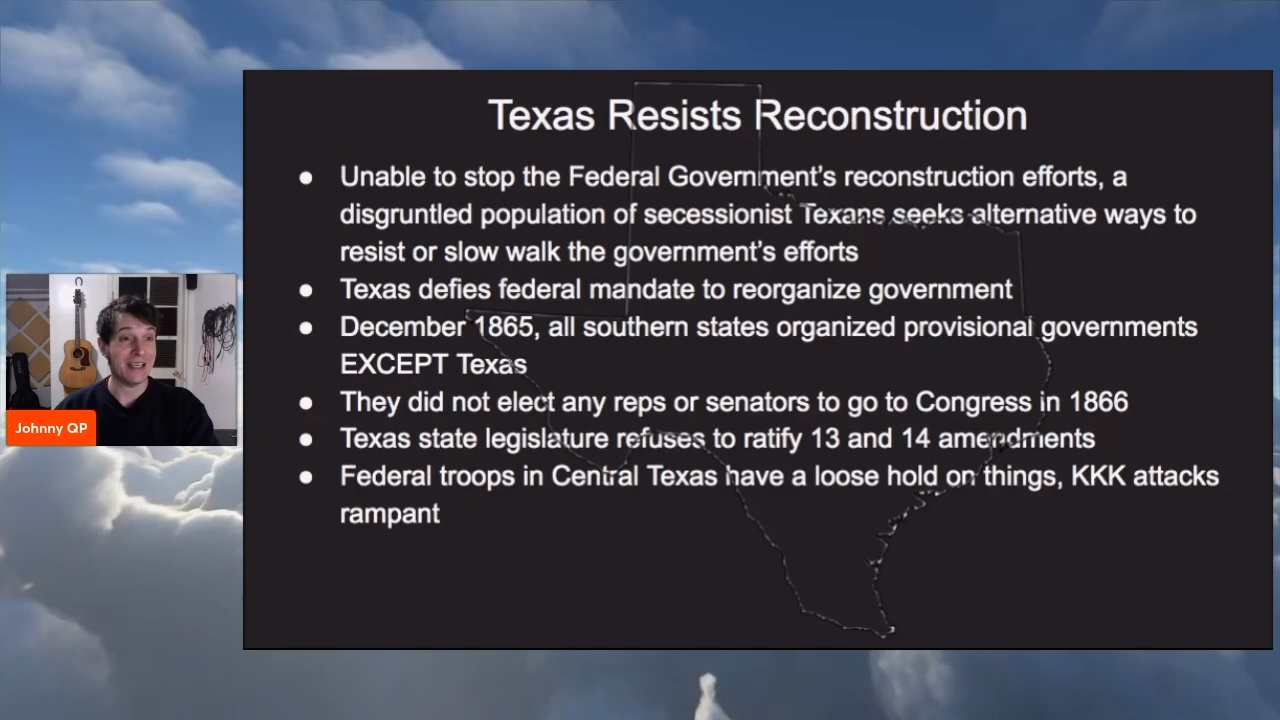 Texas Resists Reconstruction
● Unable to stop the Federal Government's reconstruction efforts, a
disgruntled population of secessionist Texans seeks alternative ways to
resist or slow walk the government's efforts
● Texas defies federal mandate to reorganize government
● December 1865, all southern states organized provisional governments
EXCEPT Texas
● They did not elect any reps or senators to go to Congress in 1866
● Texas state legislature refuses to ratify 13 and 14 amendments
● Federal troops in Central Texas have a loose hold on things, KKK attacks
rampant
Johnny QP